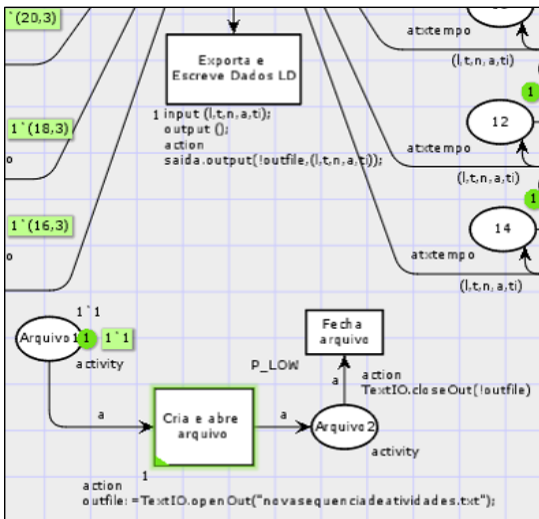 `(20,3)
Exporta e
Escreve Dados LD
atxtempo
(l,t,n,a,ti)
1
1
input (l,t,n,a,ti);
output ();
action
saida.output(!outfile,(l,t,n,a,ti));
1`(18,3)
o
12
atxtempo
(l,t,n,a,ti)
1
1`(16,3)
o
14
atxtempo
(l,t,n,a,ti)
1`1
Arquivo1
1
1`1
activity
Fecha
arquivo
P_LOW
action
TextIO.closeOut(!outfile)
a
a
Cria e abre
arquivo
a
Arquivo2
activity
1
action
outfile:=TextIO.openOut("novasequenciadeatividades.txt");